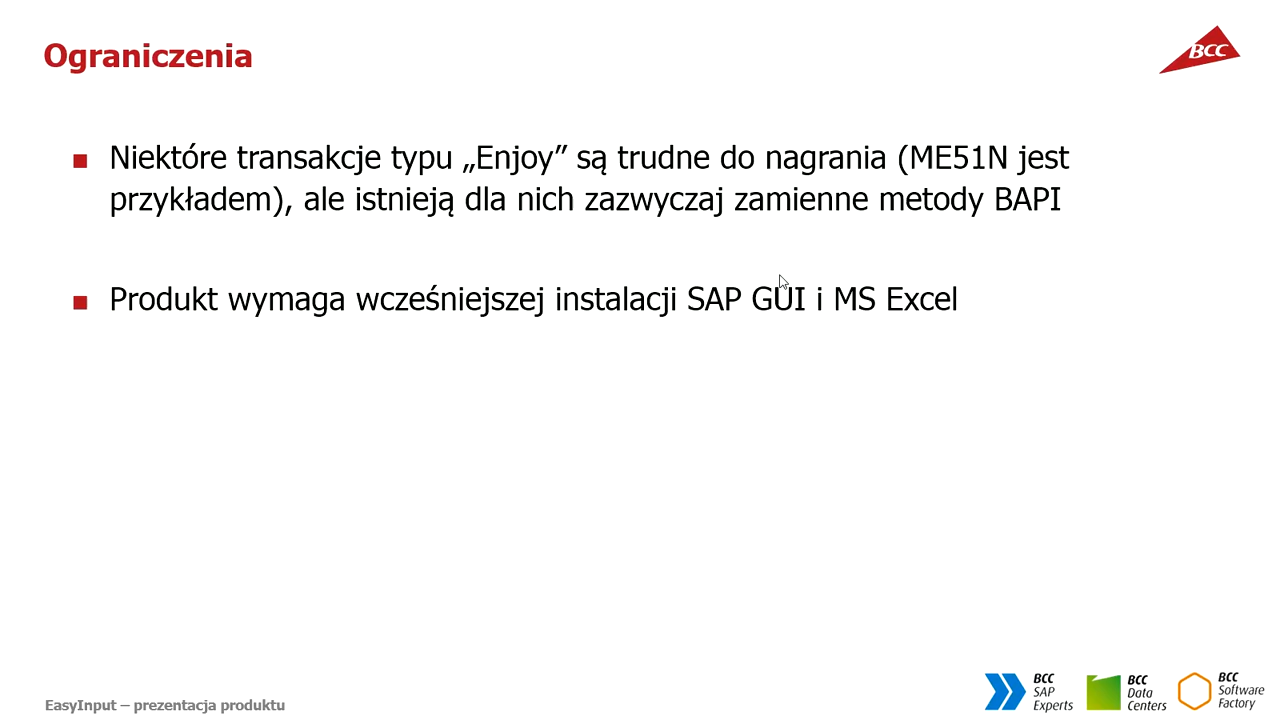 Ograniczenia
BCC
Niektóre transakcje typu „Enjoy” są trudne do nagrania (ME51N jest
przykładem), ale istnieją dla nich zazwyczaj zamienne metody BAPI
Produkt wymaga wcześniejszej instalacji SAP GUI i MS Excel
EasyInput – prezentacja produktu
BCC
SAP
Experts
BCC
Data
Centers
BCC
Software
Factory